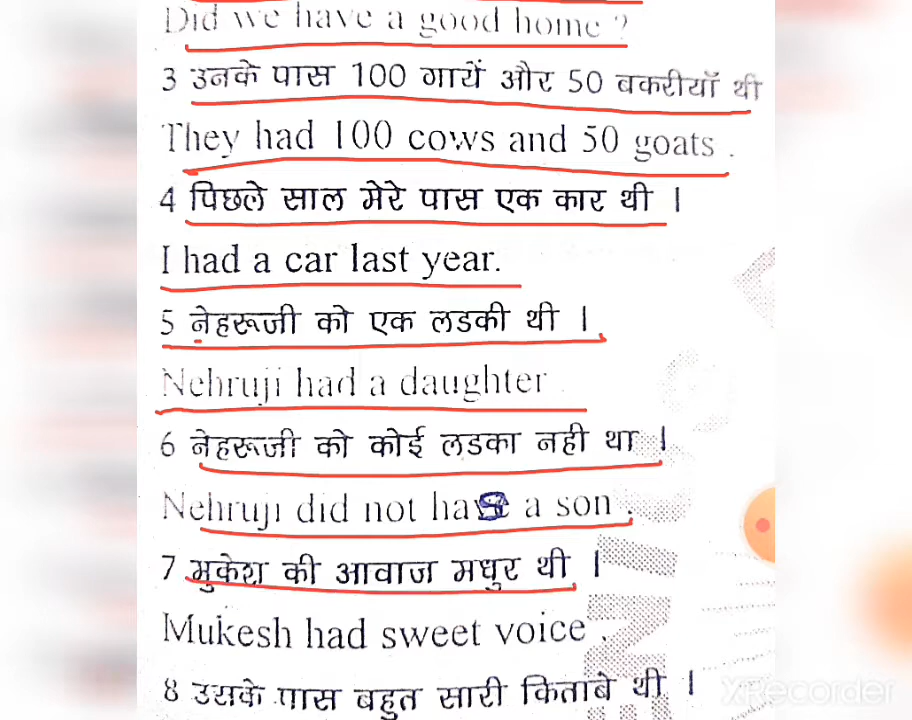 Did we have a good home ?
3 उनके पास 100 गायें और 50 बकरीयाँ थी
They had 100 cows and 50 goats .
4 पिछले साल मेरे पास एक कार थी ।
I had a car last year.
5 नेहरूजी को एक लडकी थी ।
Nehruji had a daughter
6 नेहरूजी को कोई लडका नही था ।
Nehruji did not have a son .
7 मुकेश की आवाज मधुर थी ।
Mukesh had sweet voice .
8 उसके पास बहुत सारी किताबे थी ।
XRecorder